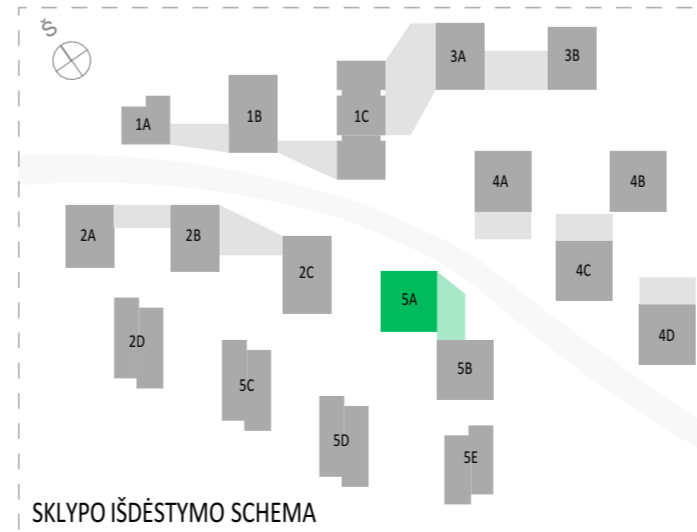 Š
3A
3B
1A
1B
1C
4A
4B
2A
2B
2C
4C
5A
2D
5B
4D
5C
5D
5E
SKLYPO IŠDĖSTYMO SCHEMA